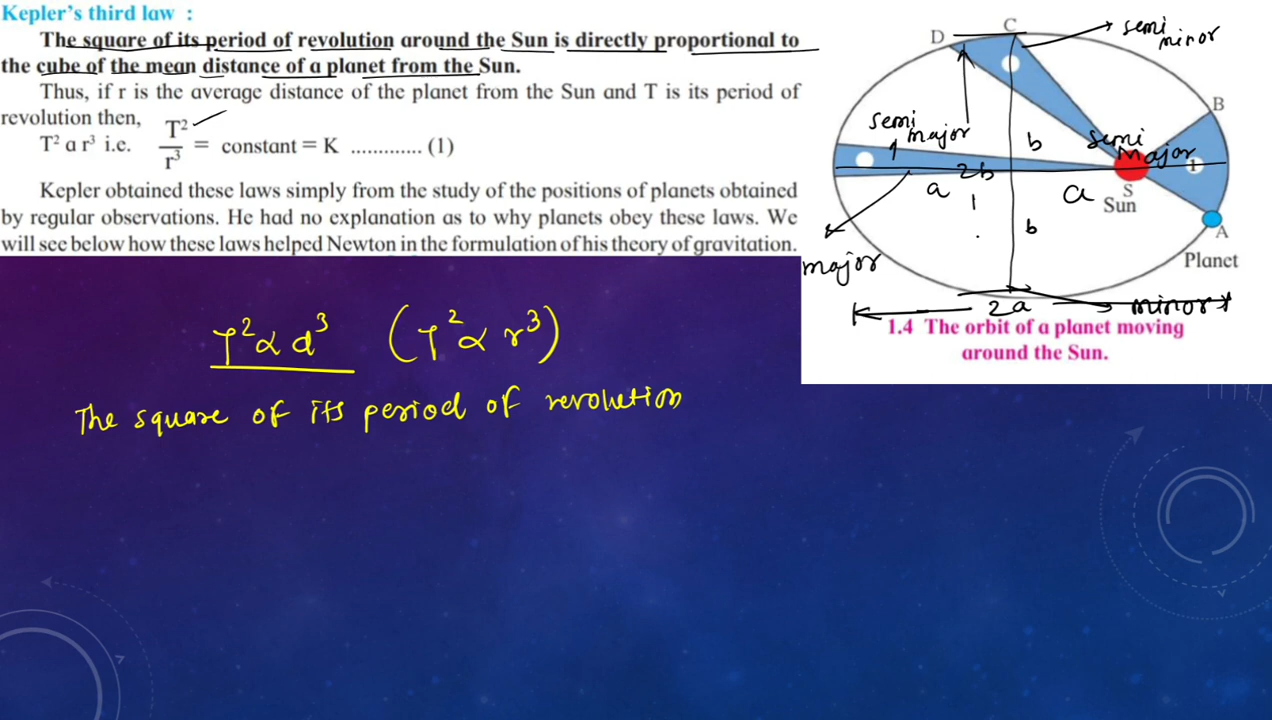 Kepler's third law :
The square of its period of revolution around the Sun is directly proportional to
the cube of the mean distance of a planet from the Sun.
Thus, if r is the average distance of the planet from the Sun and T is its period of
revolution then,
T² α r³ i.e. T²/r³ = constant = K ............ (1)
Kepler obtained these laws simply from the study of the positions of planets obtained
by regular observations. He had no explanation as to why planets obey these laws. We
will see below how these laws helped Newton in the formulation of his theory of gravitation.
T² α d³ (T² α r³)
The square of its period of revolution
D
C
semi
minor
B
semi
major
b
semi
Major
1
2b
a
a
S
Sun
b
A
major
Planet
2a
minor
1.4 The orbit of a planet moving
around the Sun.